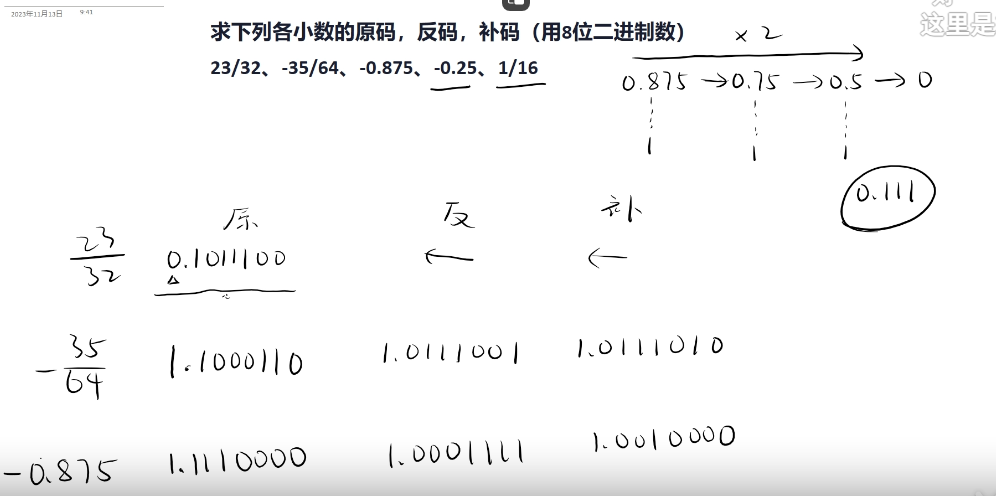 2023年11月13日 9:41
这里是
求下列各小数的原码，反码，补码（用8位二进制数）
23/32、-35/64、-0.875、-0.25、1/16
×2
0.875 → 0.75 → 0.5 → 0
1 1 1
0.111
原 反 补
23/32 0.1011100 ← ←
-35/64 1.1000110 1.0111001 1.0111010
-0.875 1.1110000 1.0001111 1.0010000